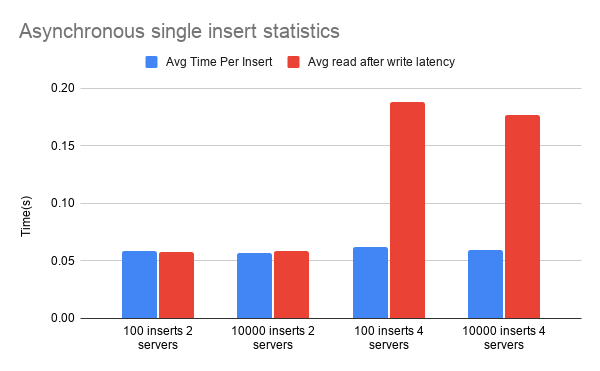 Asynchronous single insert statistics
Avg Time Per Insert
Avg read after write latency
0.20
0.15
0.10
0.05
0.00
Time(s)
100 inserts 2
servers
10000 inserts 2
servers
100 inserts 4
servers
10000 inserts 4
servers